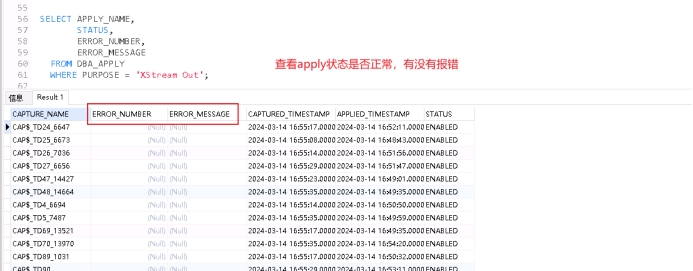 55
56 SELECT APPLY_NAME,
57 STATUS,
58 ERROR_NUMBER,
59 ERROR_MESSAGE
60 FROM DBA_APPLY
61 WHERE PURPOSE = 'XStream Out';
查看apply状态是否正常，有没有报错
信息 Result 1
CAPTURE_NAME ERROR_NUMBER ERROR_MESSAGE CAPTURED_TIMESTAMP APPLIED_TIMESTAMP STATUS
CAP$_TD24_6647 (Null) (Null) 2024-03-14 16:55:17.0000 2024-03-14 16:52:11.0000 ENABLED
CAP$_TD25_6673 (Null) (Null) 2024-03-14 16:55:08.0000 2024-03-14 16:48:43.0000 ENABLED
CAP$_TD26_7036 (Null) (Null) 2024-03-14 16:55:14.0000 2024-03-14 16:51:56.0000 ENABLED
CAP$_TD27_6656 (Null) (Null) 2024-03-14 16:55:29.0000 2024-03-14 16:51:47.0000 ENABLED
CAP$_TD47_14427 (Null) (Null) 2024-03-14 16:55:23.0000 2024-03-14 16:49:01.0000 ENABLED
CAP$_TD48_14664 (Null) (Null) 2024-03-14 16:55:35.0000 2024-03-14 16:49:35.0000 ENABLED
CAP$_TD4_6694 (Null) (Null) 2024-03-14 16:55:14.0000 2024-03-14 16:50:50.0000 ENABLED
CAP$_TD5_7487 (Null) (Null) 2024-03-14 16:55:35.0000 2024-03-14 16:49:59.0000 ENABLED
CAP$_TD69_13521 (Null) (Null) 2024-03-14 16:55:35.0000 2024-03-14 16:49:35.0000 ENABLED
CAP$_TD70_13970 (Null) (Null) 2024-03-14 16:55:35.0000 2024-03-14 16:54:20.0000 ENABLED
CAP$_TD89_1031 (Null) (Null) 2024-03-14 16:55:17.0000 2024-03-14 16:50:32.0000 ENABLED
CAP$_TD90 (Null) (Null) 2024-03-14 16:55:29.0000 2024-03-14 16:53:11.0000 ENABLED